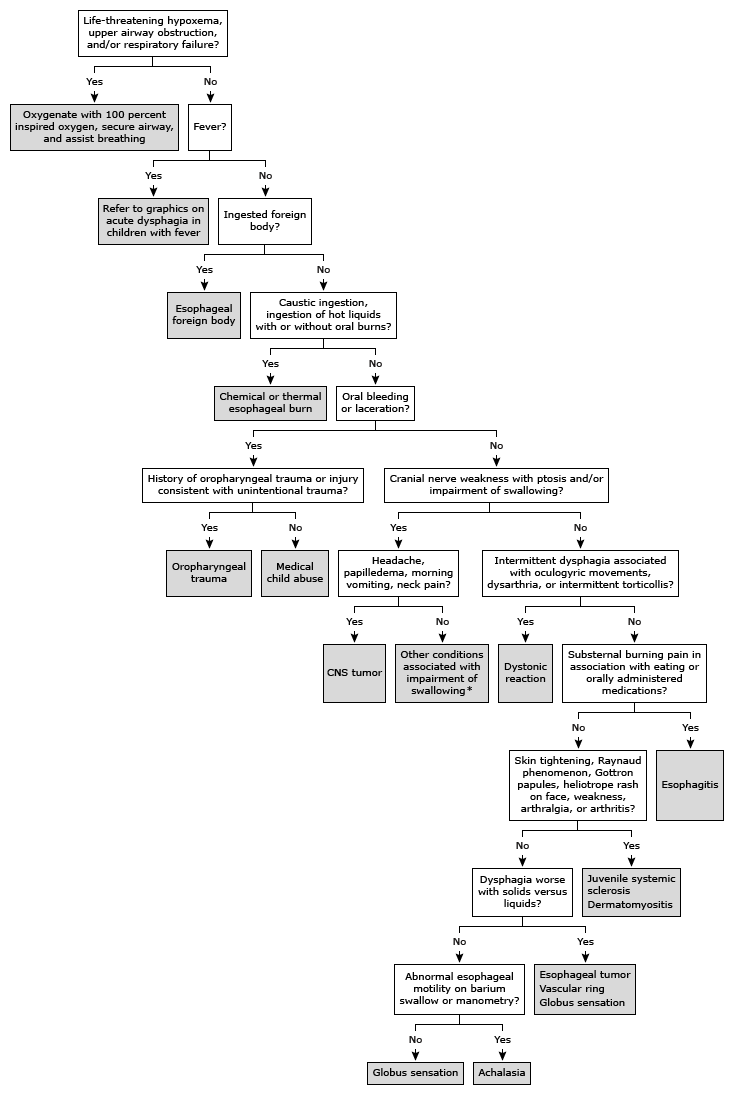 Life-threatening hypoxema,
upper airway obstruction,
and/or respiratory failure?
Yes
No
Oxygenate with 100 percent
inspired oxygen, secure airway,
and assist breathing
Fever?
Yes
No
Refer to graphics on
acute dysphagia in
children with fever
Ingested foreign
body?
Yes
No
Esophageal
foreign body
Caustic ingestion,
ingestion of hot liquids
with or without oral burns?
Yes
No
Chemical or thermal
esophageal burn
Oral bleeding
or laceration?
Yes
No
History of oropharyngeal trauma or injury
consistent with unintentional trauma?
Cranial nerve weakness with ptosis and/or
impairment of swallowing?
Yes
No
Yes
No
Oropharyngeal
trauma
Medical
child abuse
Headache,
papilledema, morning
vomiting, neck pain?
Intermittent dysphagia associated
with oculogyric movements,
dysarthria, or intermittent torticollis?
Yes
No
Yes
No
CNS tumor
Other conditions
associated with
impairment of
swallowing*
Dystonic
reaction
Substernal burning pain in
association with eating or
orally administered
medications?
No
Yes
Skin tightening, Raynaud
phenomenon, Gottron
papules, heliotrope rash
on face, weakness,
arthralgia, or arthritis?
Esophagitis
No
Yes
Dysphagia worse
with solids versus
liquids?
Juvenile systemic
sclerosis
Dermatomyositis
No
Yes
Abnormal esophageal
motility on barium
swallow or manometry?
Esophageal tumor
Vascular ring
Globus sensation
No
Yes
Globus sensation
Achalasia